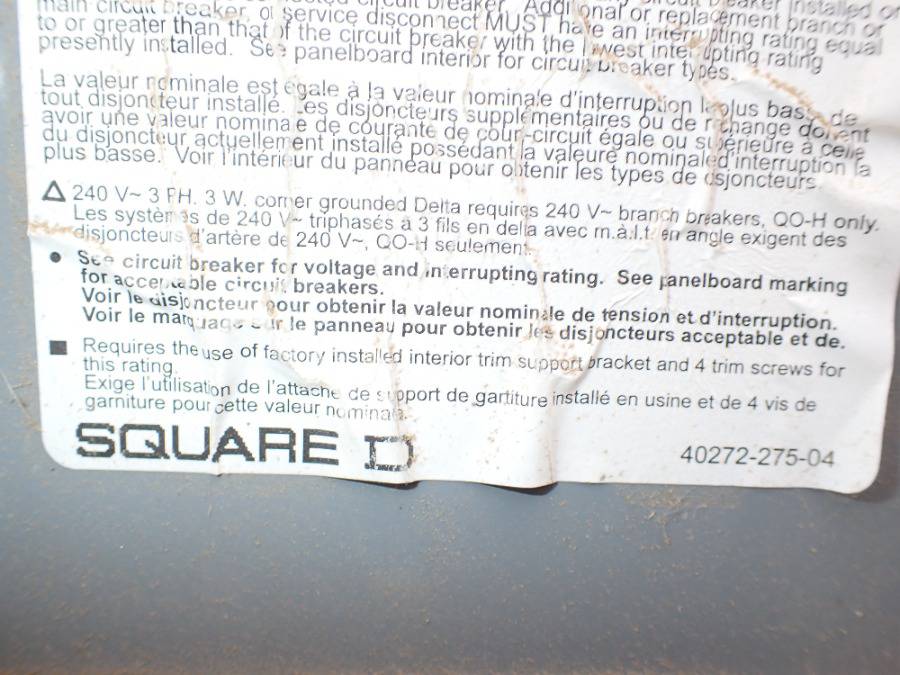 main circuit breaker, or service disconnect MUST have an interrupting rating equal
to or greater than that of the circuit breaker with the lowest interrupting rating
presently installed. See panelboard interior for circuit breaker types.
La valeur nominale est égale à la valeur nominale d'interruption la plus basse de
tout disjoncteur installé. Les disjoncteurs supplémentaires ou de rechange doivent
avoir une valeur nominale de courante de cour-circuit égale ou supérieure à celle
du disjoncteur actuellement installé possédant la valeure nominale d'interruption la
plus basse. Voir l'intérieur du panneau pour obtenir les types de dsjoncteurs.
△ 240 V~ 3 PH. 3 W. corner grounded Delta requires 240 V~ branch breakers, QO-H only.
Les systèmes de 240 V~ triphasés à 3 fils en delta avec m.à.l.t. en angle exigent des
disjoncteurs d'artère de 240 V~, QO-H seulement.
● See circuit breaker for voltage and interrupting rating. See panelboard marking
for acceptable circuit breakers.
Voir le disjoncteur pour obtenir la valeur nominale de tension et d'interruption.
Voir le marquage sur le panneau pour obtenir les disjoncteurs acceptable et de.
■ Requires the use of factory installed interior trim support bracket and 4 trim screws for
this rating.
Exige l'utilisation de l'attache de support de gartiture installé en usine et de 4 vis de
garniture pour cette valeur nominale.
SQUARE D
40272-275-04